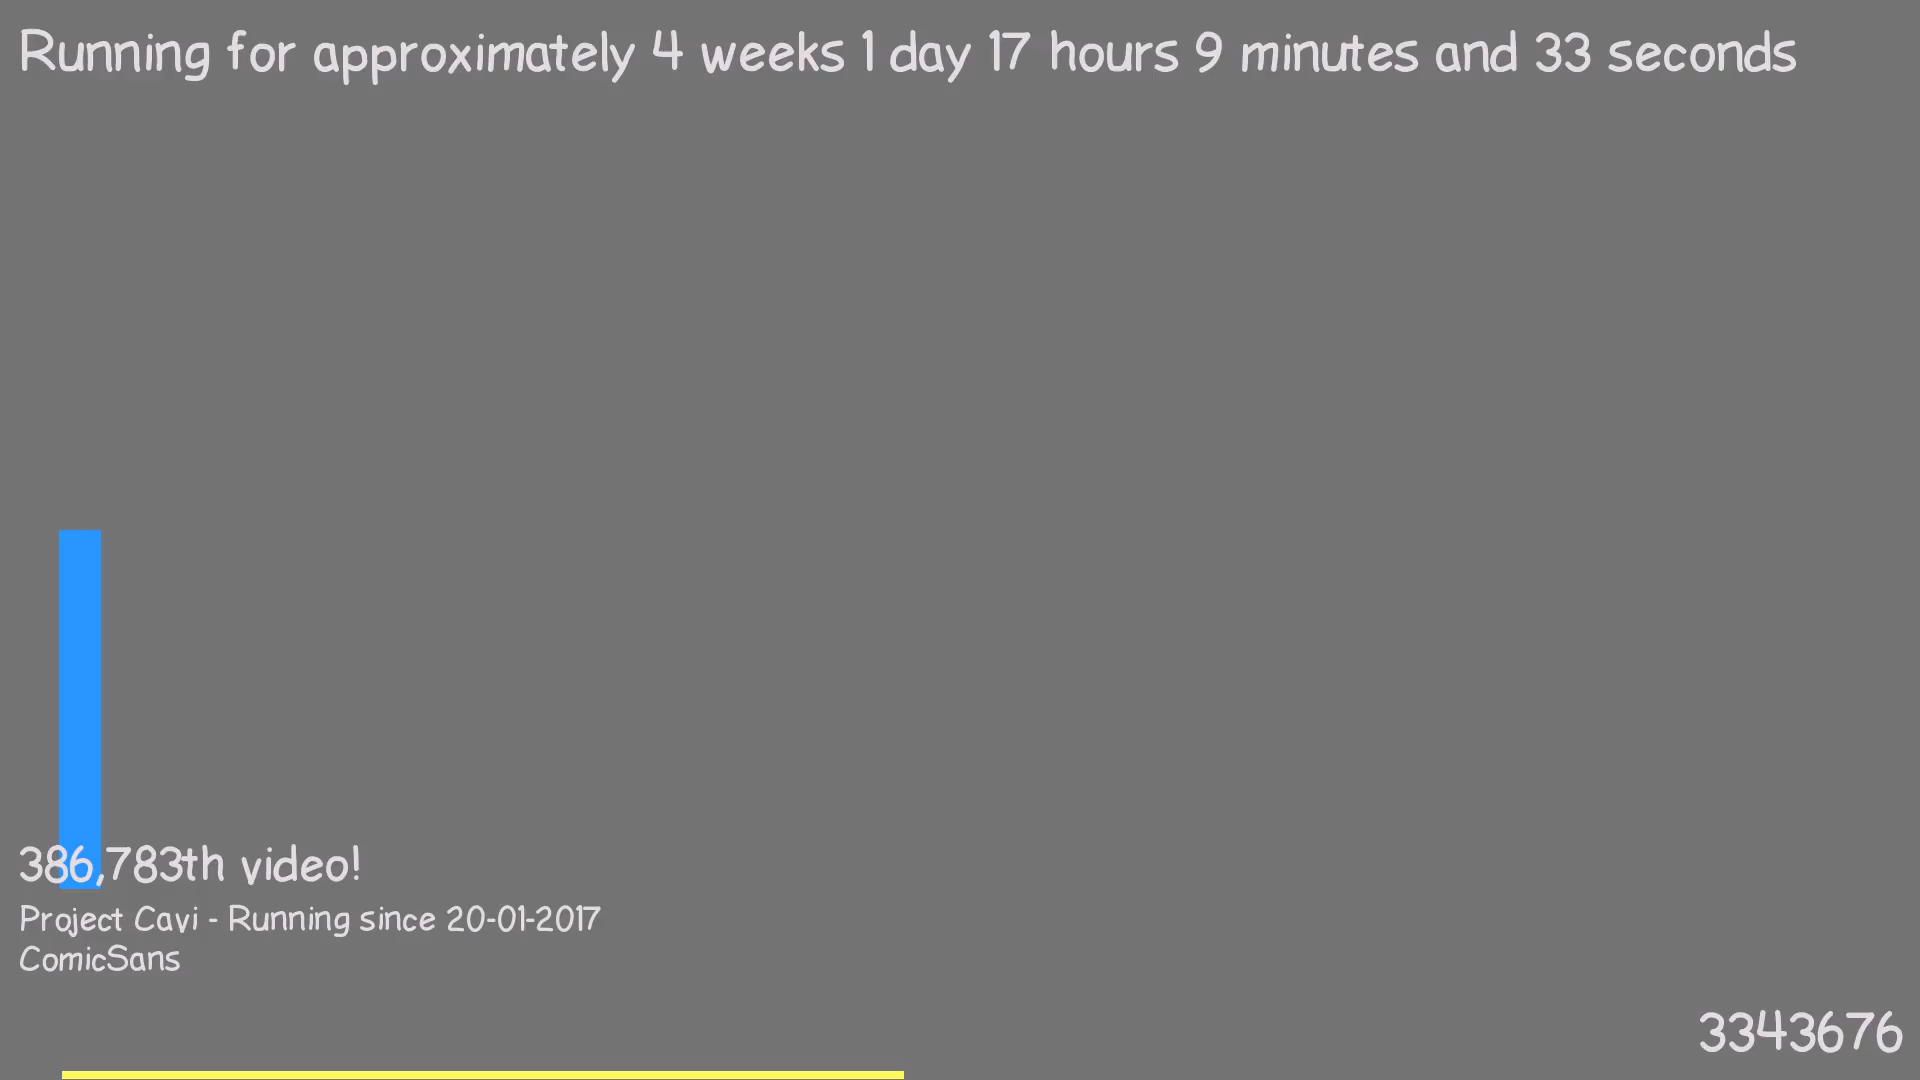 Running for approximately 4 weeks 1 day 17 hours 9 minutes and 33 seconds
386,783th video!
Project Cavi - Running since 20-01-2017
ComicSans
3343676